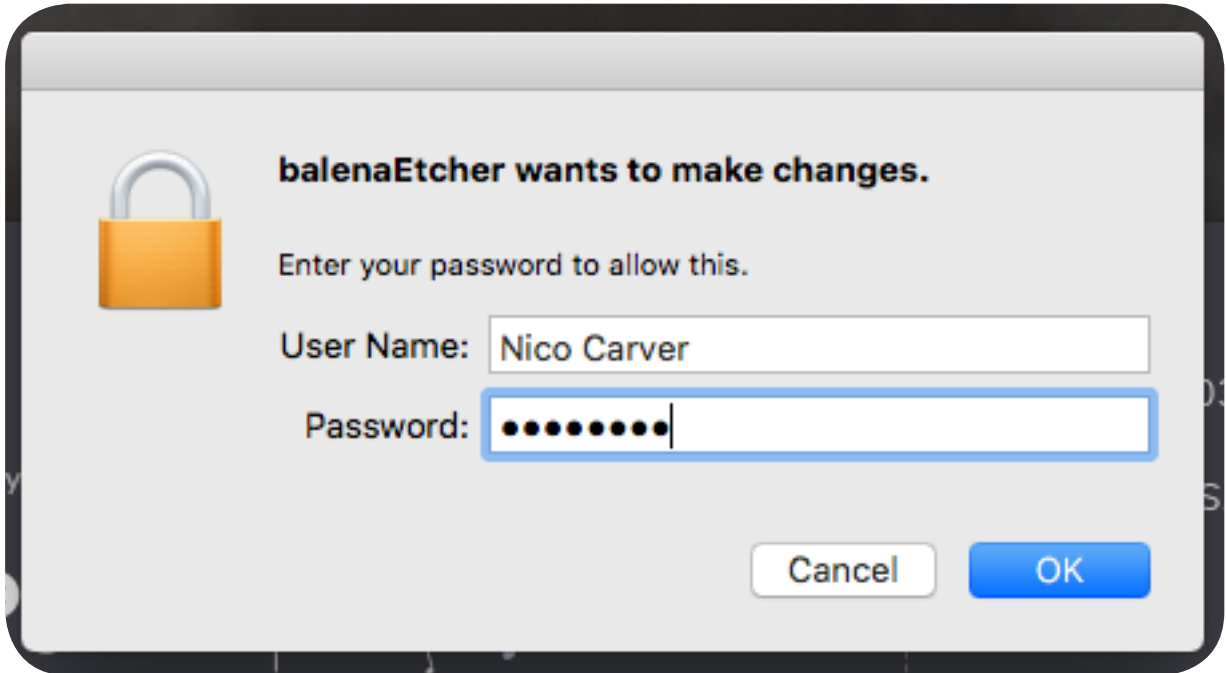 balenaEtcher wants to make changes.
Enter your password to allow this.
User Name: Nico Carver
Password: ••••••••
Cancel OK